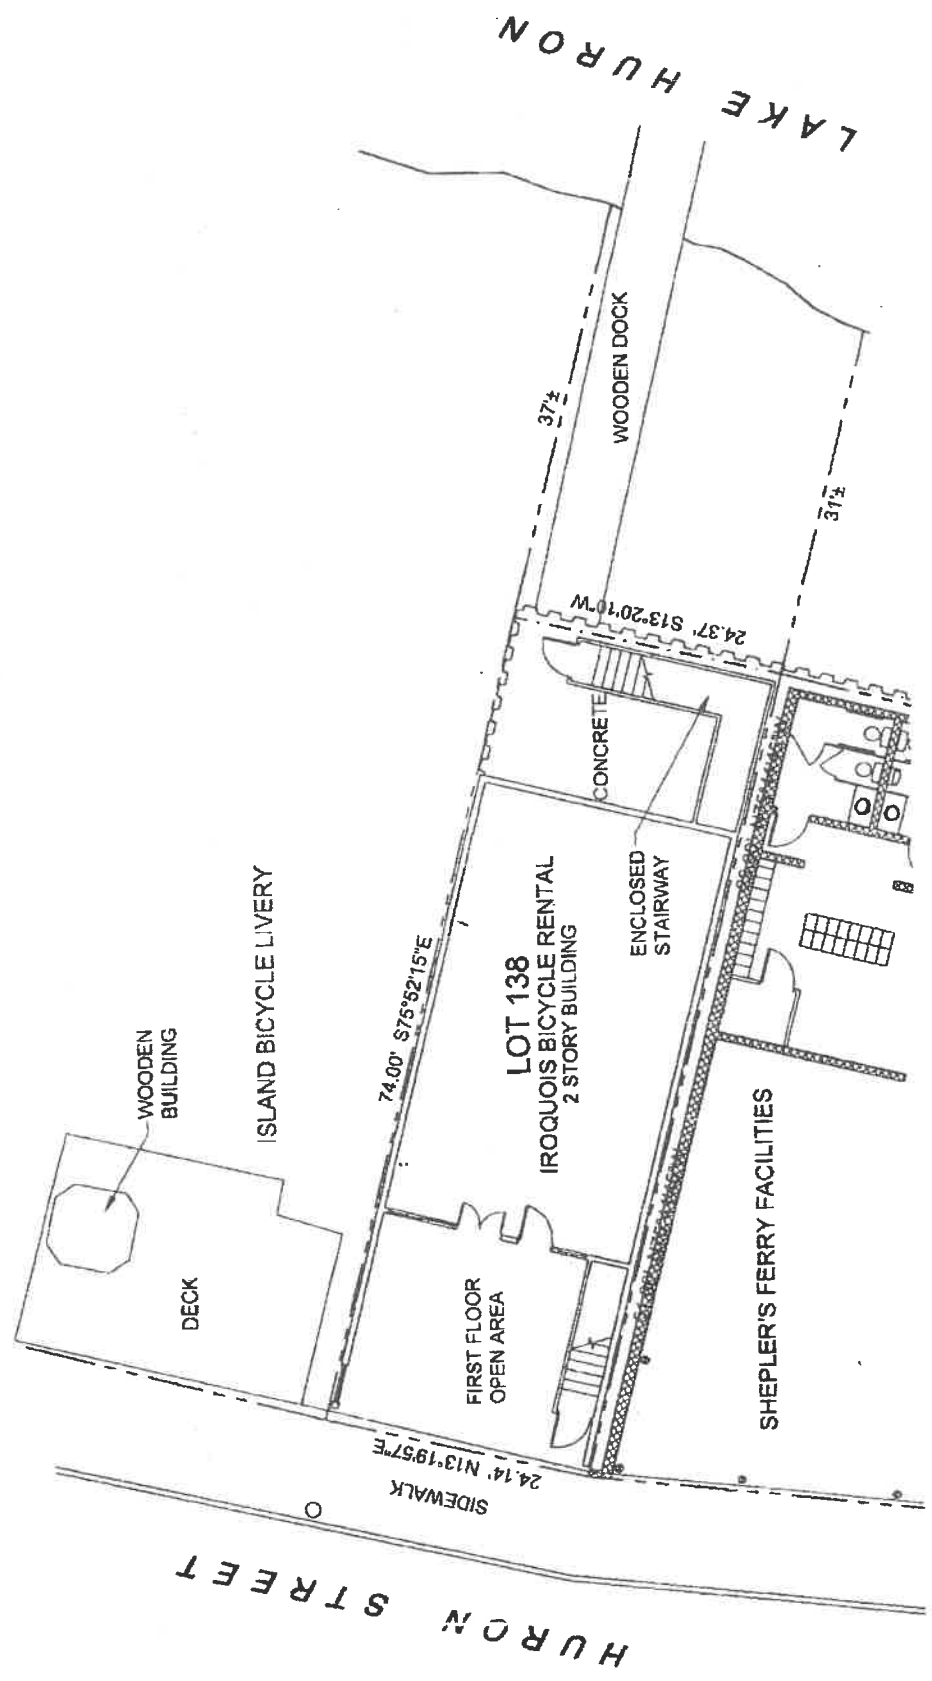 LAKE HURON
37'±
WOODEN DOCK
31'±
24.37' S13°20'10"W
CONCRETE
ENCLOSED
STAIRWAY
ISLAND BICYCLE LIVERY
74.00' S75°52'15"E
LOT 138
IROQUOIS BICYCLE RENTAL
2 STORY BUILDING
WOODEN
BUILDING
DECK
FIRST FLOOR
OPEN AREA
SHEPLER'S FERRY FACILITIES
24.14' N13°19'57"E
SIDEWALK
HURON STREET